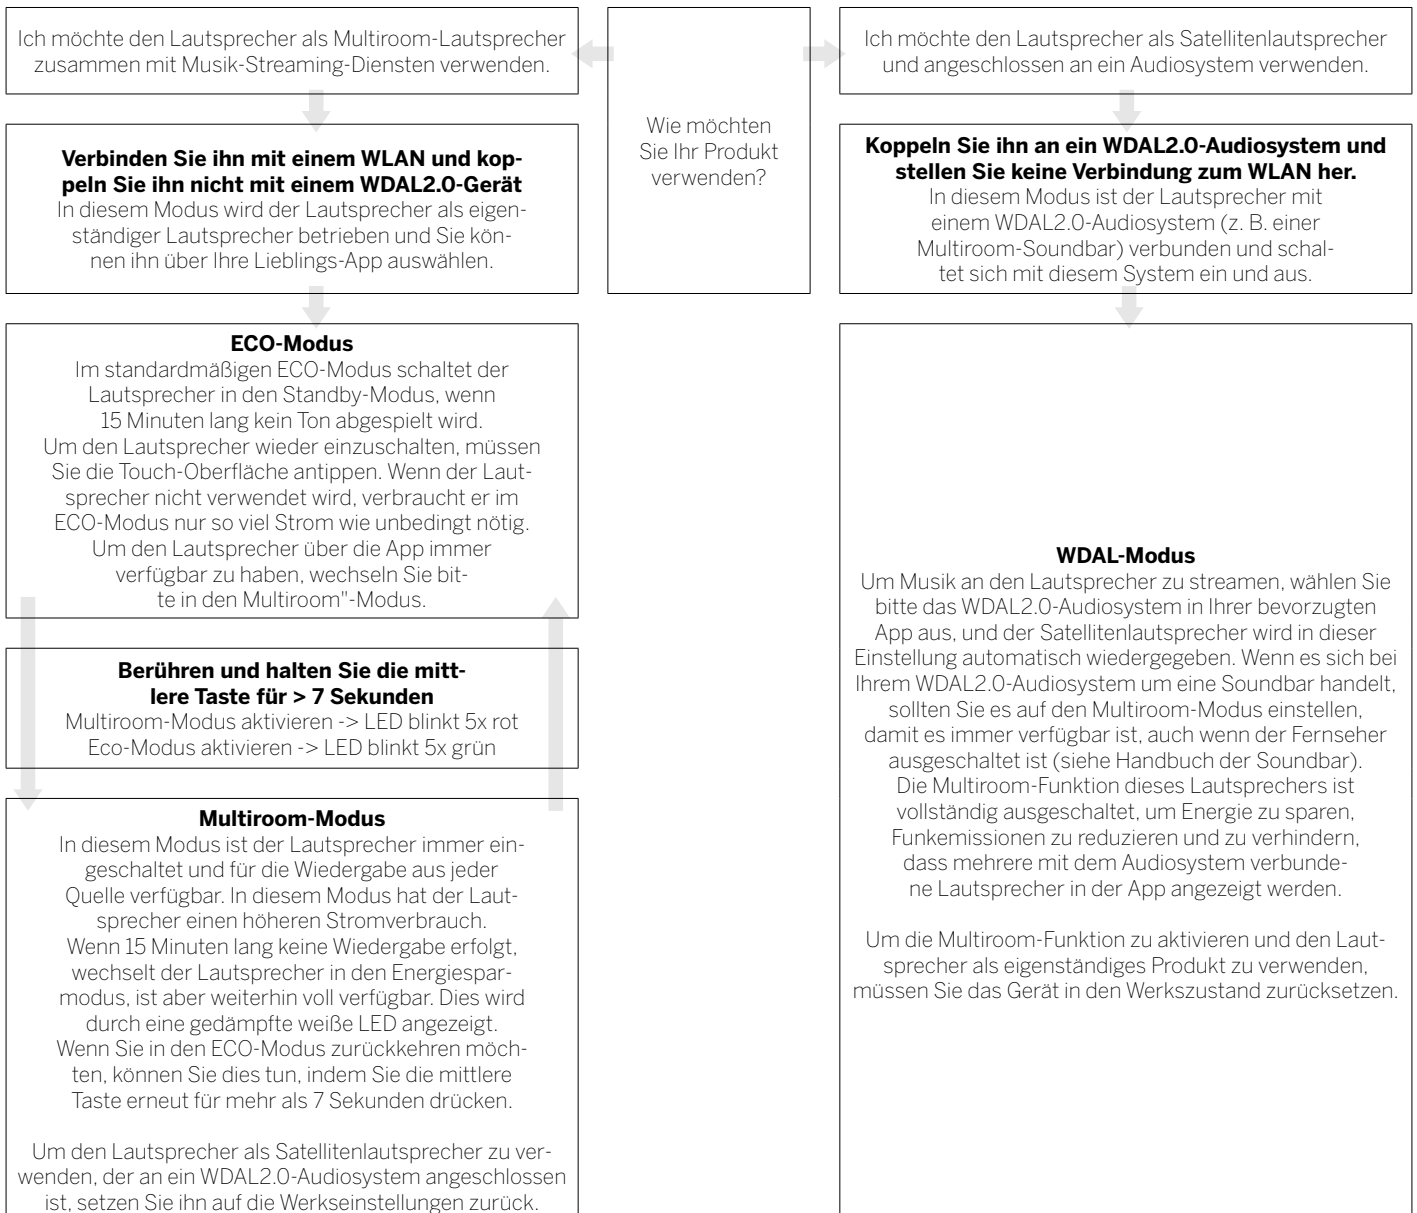 Ich möchte den Lautsprecher als Multiroom-Lautsprecher
zusammen mit Musik-Streaming-Diensten verwenden.
Verbinden Sie ihn mit einem WLAN und kop-
peln Sie ihn nicht mit einem WDAL2.0-Gerät
In diesem Modus wird der Lautsprecher als eigen-
ständiger Lautsprecher betrieben und Sie kön-
nen ihn über Ihre Lieblings-App auswählen.
ECO-Modus
Im standardmäßigen ECO-Modus schaltet der
Lautsprecher in den Standby-Modus, wenn
15 Minuten lang kein Ton abgespielt wird.
Um den Lautsprecher wieder einzuschalten, müssen
Sie die Touch-Oberfläche antippen. Wenn der Laut-
sprecher nicht verwendet wird, verbraucht er im
ECO-Modus nur so viel Strom wie unbedingt nötig.
Um den Lautsprecher über die App immer
verfügbar zu haben, wechseln Sie bit-
te in den Multiroom"-Modus.
Berühren und halten Sie die mitt-
lere Taste für > 7 Sekunden
Multiroom-Modus aktivieren -> LED blinkt 5x rot
Eco-Modus aktivieren -> LED blinkt 5x grün
Multiroom-Modus
In diesem Modus ist der Lautsprecher immer ein-
geschaltet und für die Wiedergabe aus jeder
Quelle verfügbar. In diesem Modus hat der Laut-
sprecher einen höheren Stromverbrauch.
Wenn 15 Minuten lang keine Wiedergabe erfolgt,
wechselt der Lautsprecher in den Energiespar-
modus, ist aber weiterhin voll verfügbar. Dies wird
durch eine gedämpfte weiße LED angezeigt.
Wenn Sie in den ECO-Modus zurückkehren möch-
ten, können Sie dies tun, indem Sie die mittlere
Taste erneut für mehr als 7 Sekunden drücken.
Um den Lautsprecher als Satellitenlautsprecher zu ver-
wenden, der an ein WDAL2.0-Audiosystem angeschlossen
ist, setzen Sie ihn auf die Werkseinstellungen zurück.
Wie möchten
Sie Ihr Produkt
verwenden?
Ich möchte den Lautsprecher als Satellitenlautsprecher
und angeschlossen an ein Audiosystem verwenden.
Koppeln Sie ihn an ein WDAL2.0-Audiosystem und
stellen Sie keine Verbindung zum WLAN her.
In diesem Modus ist der Lautsprecher mit
einem WDAL2.0-Audiosystem (z. B. einer
Multiroom-Soundbar) verbunden und schal-
tet sich mit diesem System ein und aus.
WDAL-Modus
Um Musik an den Lautsprecher zu streamen, wählen Sie
bitte das WDAL2.0-Audiosystem in Ihrer bevorzugten
App aus, und der Satellitenlautsprecher wird in dieser
Einstellung automatisch wiedergegeben. Wenn es sich bei
Ihrem WDAL2.0-Audiosystem um eine Soundbar handelt,
sollten Sie es auf den Multiroom-Modus einstellen,
damit es immer verfügbar ist, auch wenn der Fernseher
ausgeschaltet ist (siehe Handbuch der Soundbar).
Die Multiroom-Funktion dieses Lautsprechers ist
vollständig ausgeschaltet, um Energie zu sparen,
Funkemissionen zu reduzieren und zu verhindern,
dass mehrere mit dem Audiosystem verbunde-
ne Lautsprecher in der App angezeigt werden.
Um die Multiroom-Funktion zu aktivieren und den Laut-
sprecher als eigenständiges Produkt zu verwenden,
müssen Sie das Gerät in den Werkszustand zurücksetzen.